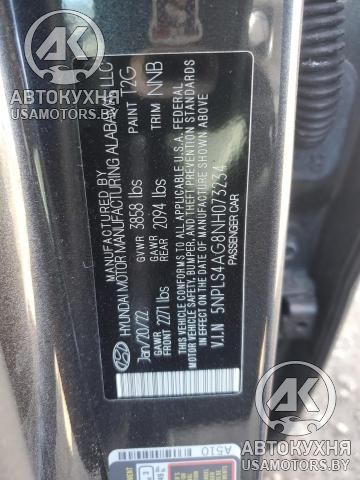 MANUFACTURED BY
HYUNDAI MOTOR MANUFACTURING ALABAMA, LLC
Jan/20/22 GVWR 3858 lbs PAINT T2G
GAWR FRONT 2271 lbs GAWR REAR 2094 lbs TRIM NNB
THIS VEHICLE CONFORMS TO ALL APPLICABLE U.S.A. FEDERAL
MOTOR VEHICLE SAFETY, BUMPER, AND THEFT PREVENTION STANDARDS
IN EFFECT ON THE DATE OF MANUFACTURE SHOWN ABOVE
V.I.N 5NPLS4AG8NH073234
PASSENGER CAR
A510
АК
АВТОКУХНЯ
USAMOTORS.BY
АК
АВТОКУХНЯ
USAMOTORS.BY